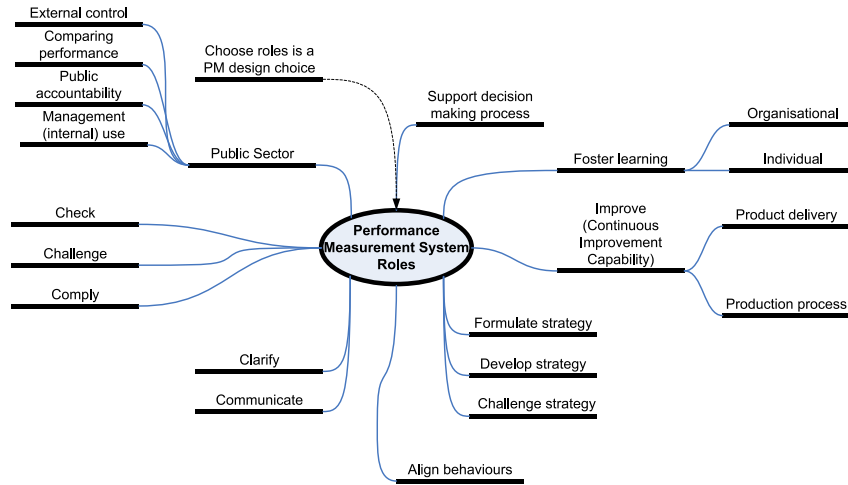 External control
Comparing
performance
Public
accountability
Management
(internal) use
Public Sector
Choose roles is a
PM design choice
Support decision
making process
Foster learning
Organisational
Individual
Improve
(Continuous
Improvement
Capability)
Product delivery
Production process
Performance
Measurement System
Roles
Check
Challenge
Comply
Clarify
Communicate
Formulate strategy
Develop strategy
Challenge strategy
Align behaviours